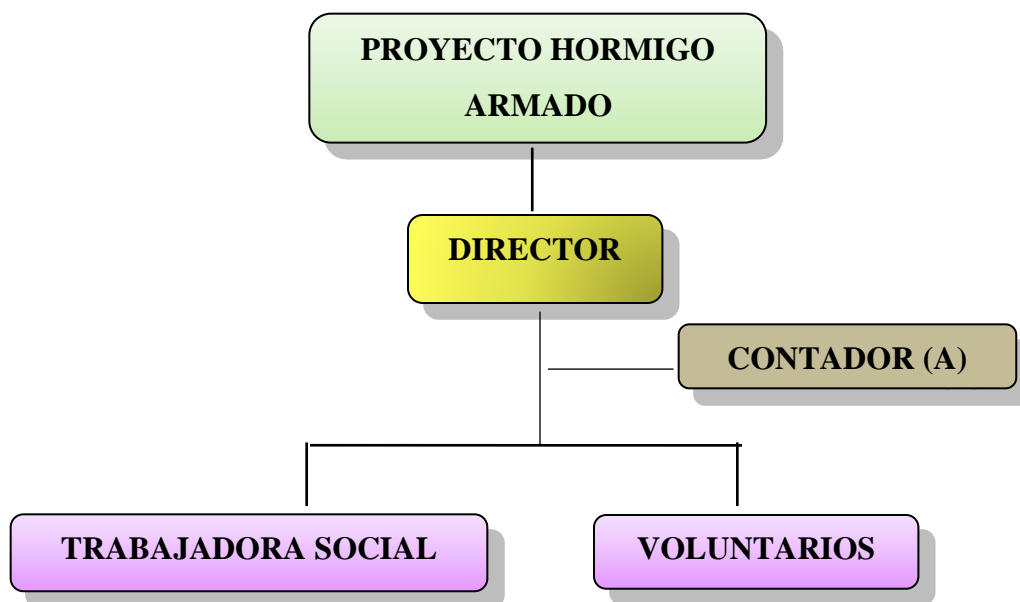 PROYECTO HORMIGO
ARMADO
DIRECTOR
CONTADOR (A)
TRABAJADORA SOCIAL
VOLUNTARIOS